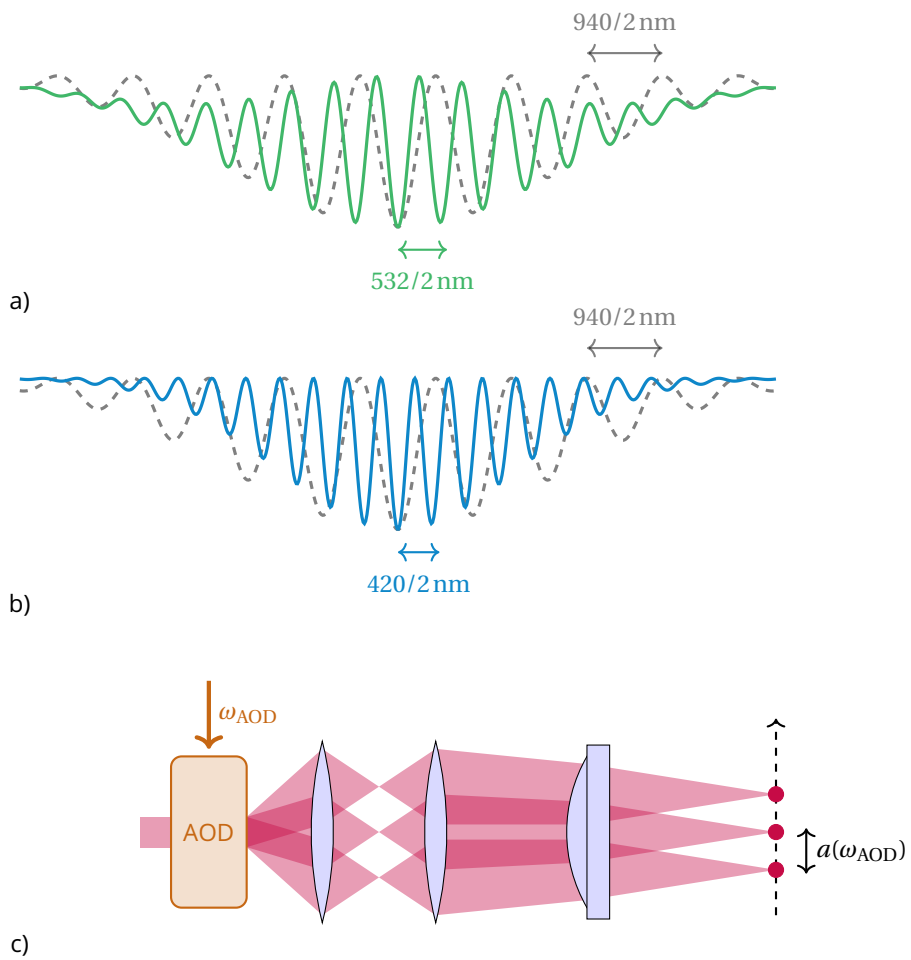 940/2 nm
532/2 nm
a)
940/2 nm
420/2 nm
b)
ω_AOD
AOD
a(ω_AOD)
c)